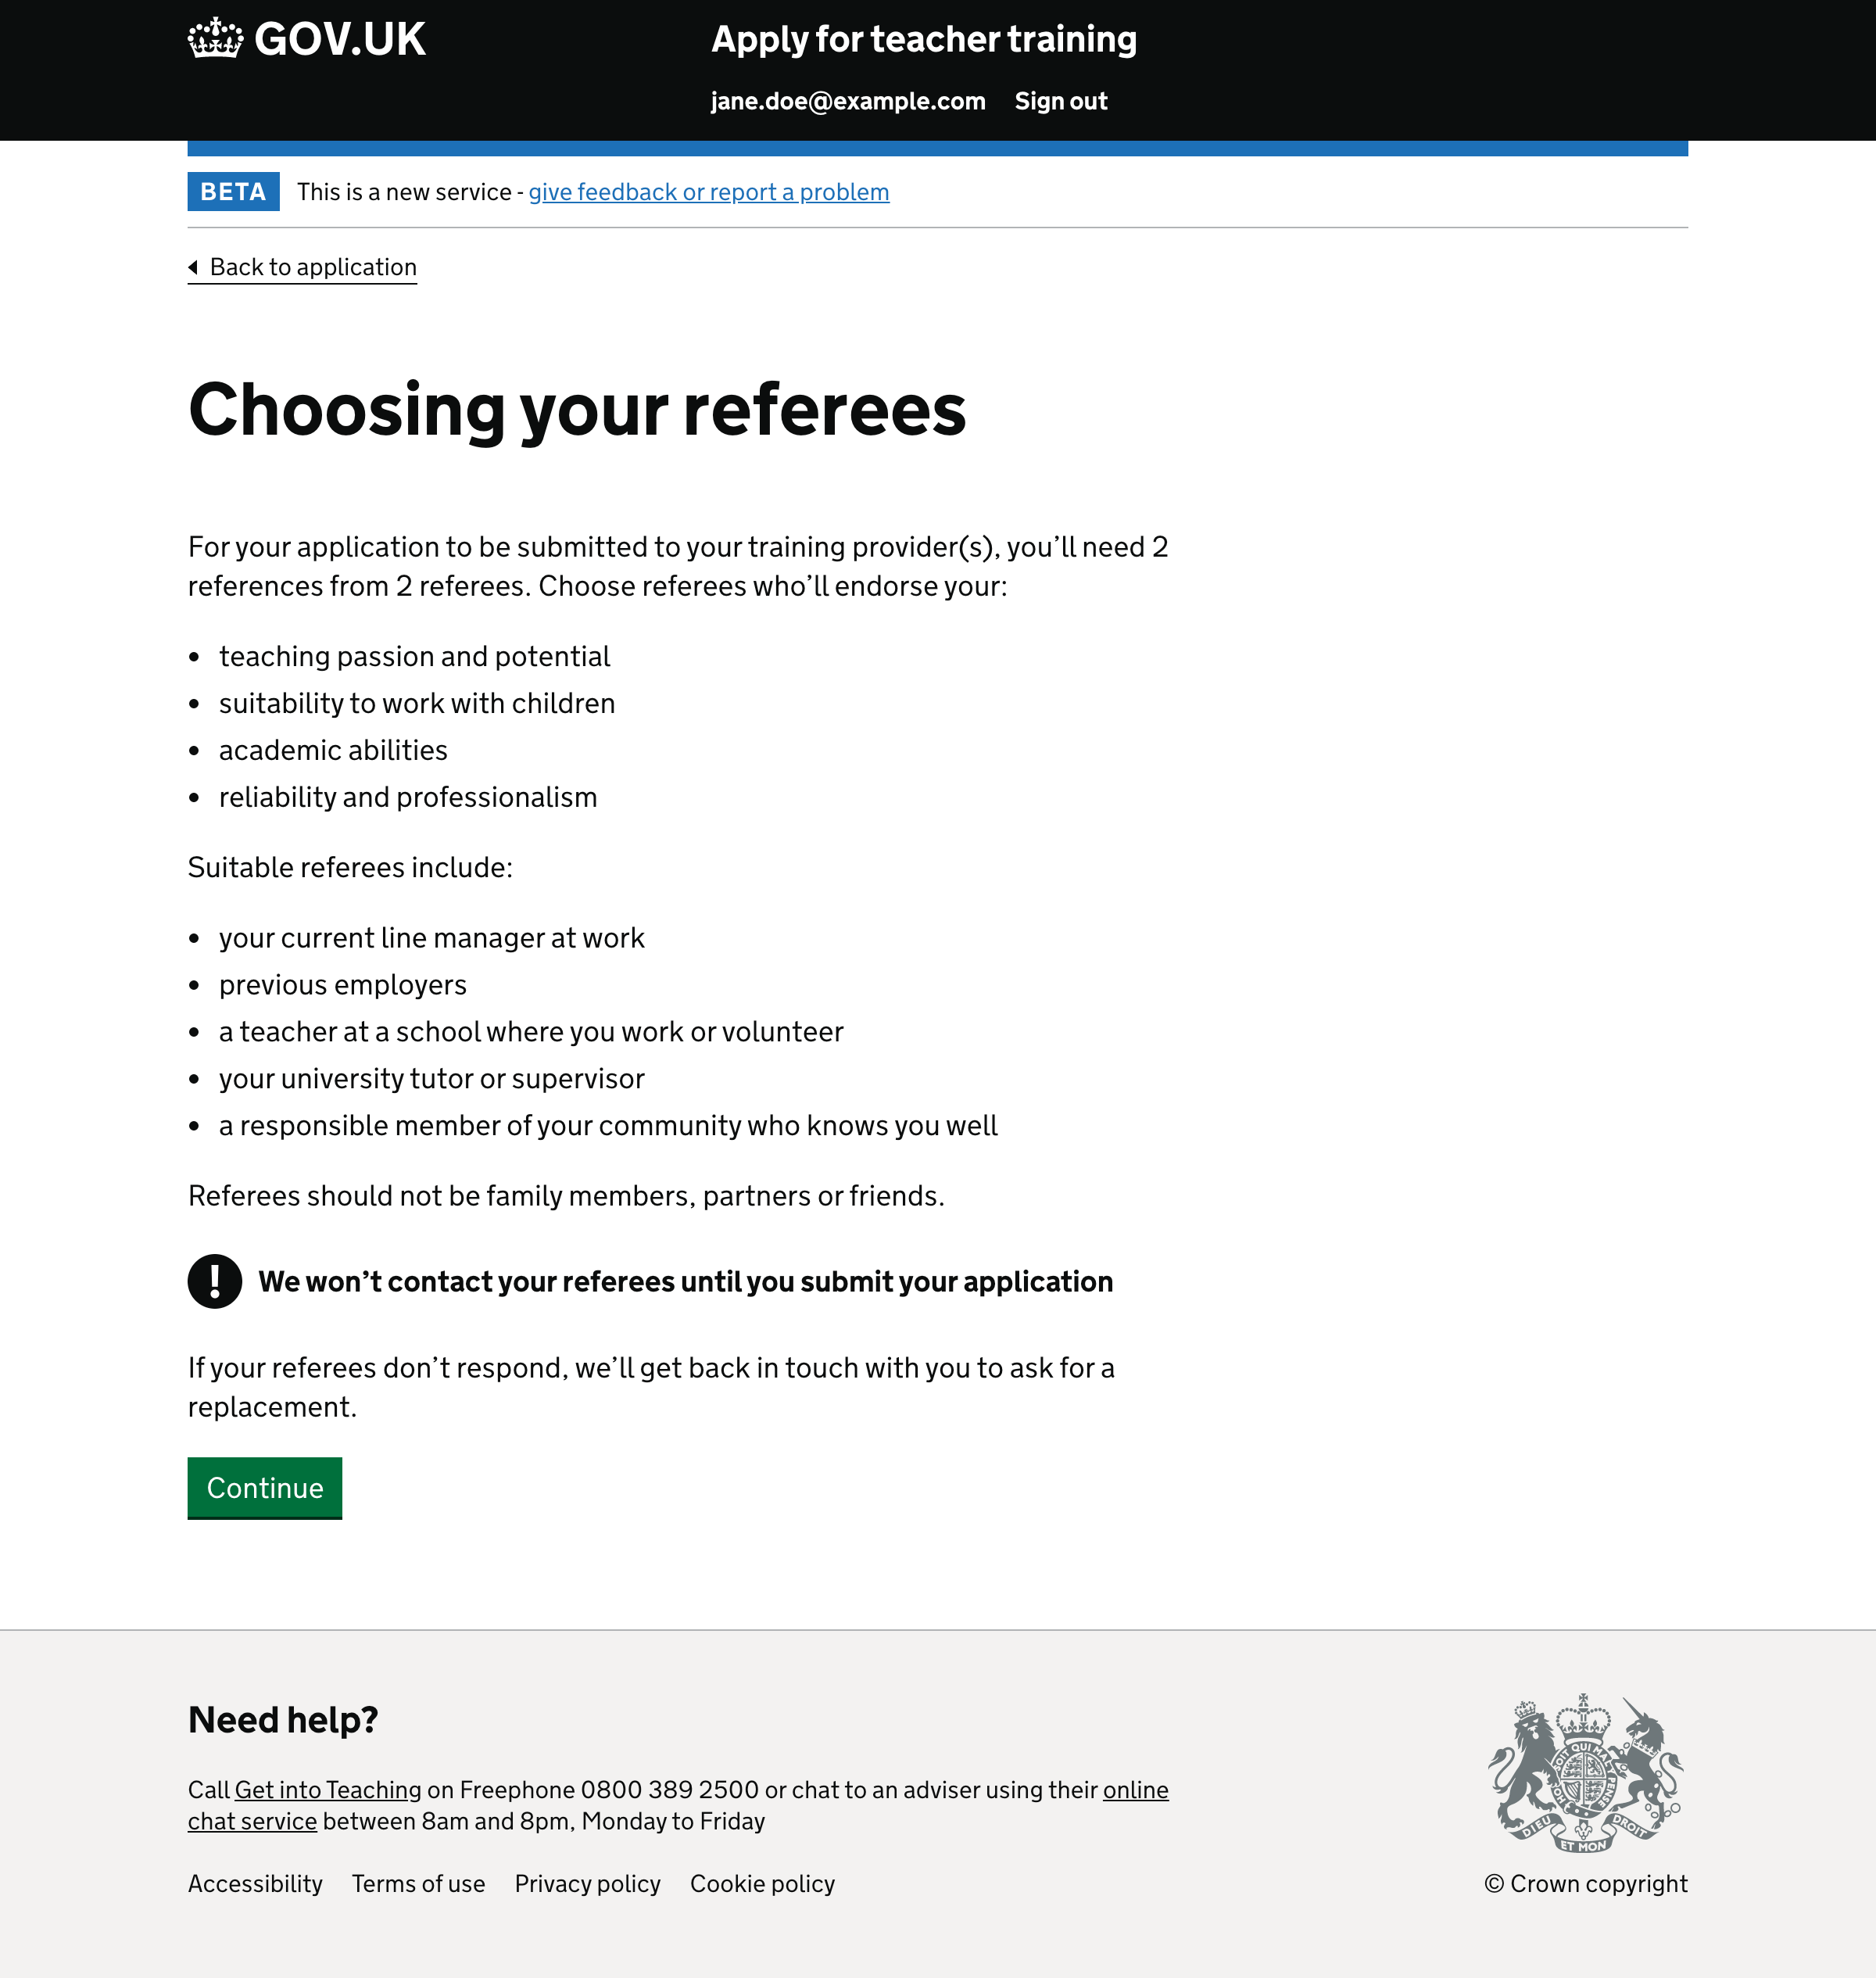 GOV.UK
Apply for teacher training
jane.doe@example.com Sign out
BETA This is a new service - give feedback or report a problem
Back to application
Choosing your referees
For your application to be submitted to your training provider(s), you’ll need 2
references from 2 referees. Choose referees who’ll endorse your:
• teaching passion and potential
• suitability to work with children
• academic abilities
• reliability and professionalism
Suitable referees include:
• your current line manager at work
• previous employers
• a teacher at a school where you work or volunteer
• your university tutor or supervisor
• a responsible member of your community who knows you well
Referees should not be family members, partners or friends.
! We won’t contact your referees until you submit your application
If your referees don’t respond, we’ll get back in touch with you to ask for a
replacement.
Continue
Need help?
Call Get into Teaching on Freephone 0800 389 2500 or chat to an adviser using their online
chat service between 8am and 8pm, Monday to Friday
Accessibility Terms of use Privacy policy Cookie policy
DIEU ET MON DROIT
© Crown copyright